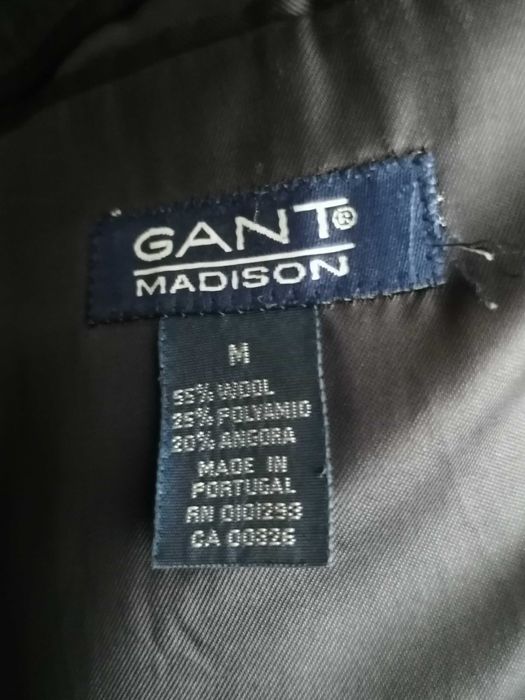 GANT®
MADISON
M
55% WOOL
25% POLYAMID
20% ANGORA
MADE IN
PORTUGAL
RN 0101293
CA 00326